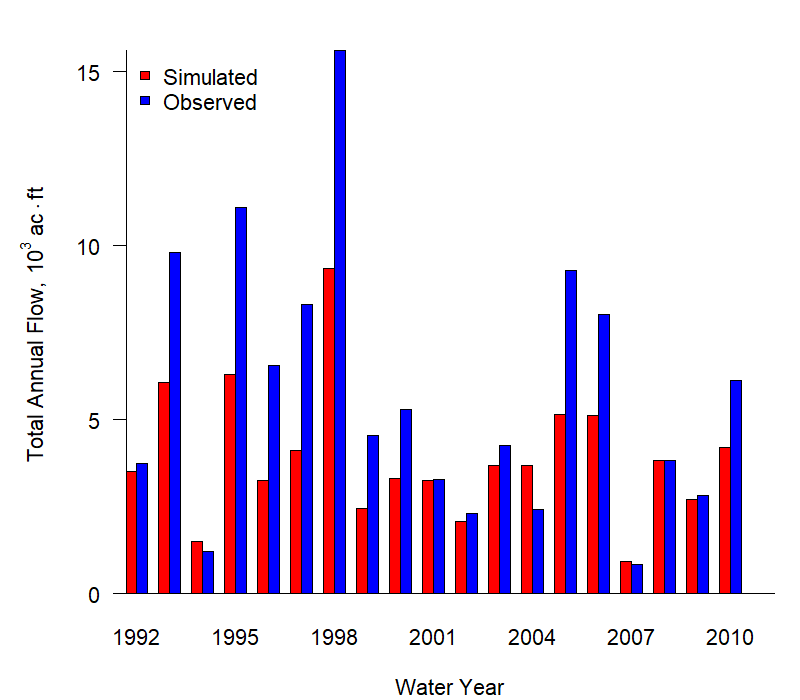 Simulated
Observed
15
10
5
0
Total Annual Flow, 10³ ac · ft
1992 1995 1998 2001 2004 2007 2010
Water Year